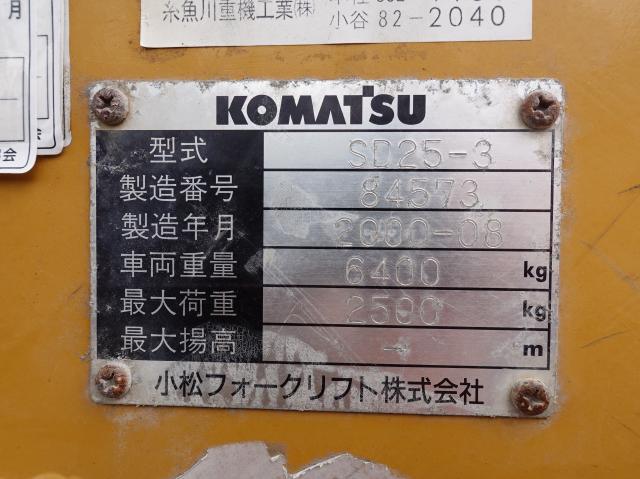 月
糸魚川重機工業㈱
小谷 82-2040
KOMATSU
型式 SD25-3
製造番号 84573
製造年月 2000-08
車両重量 6400 kg
最大荷重 2500 kg
最大揚高 - m
小松フォークリフト株式会社
会